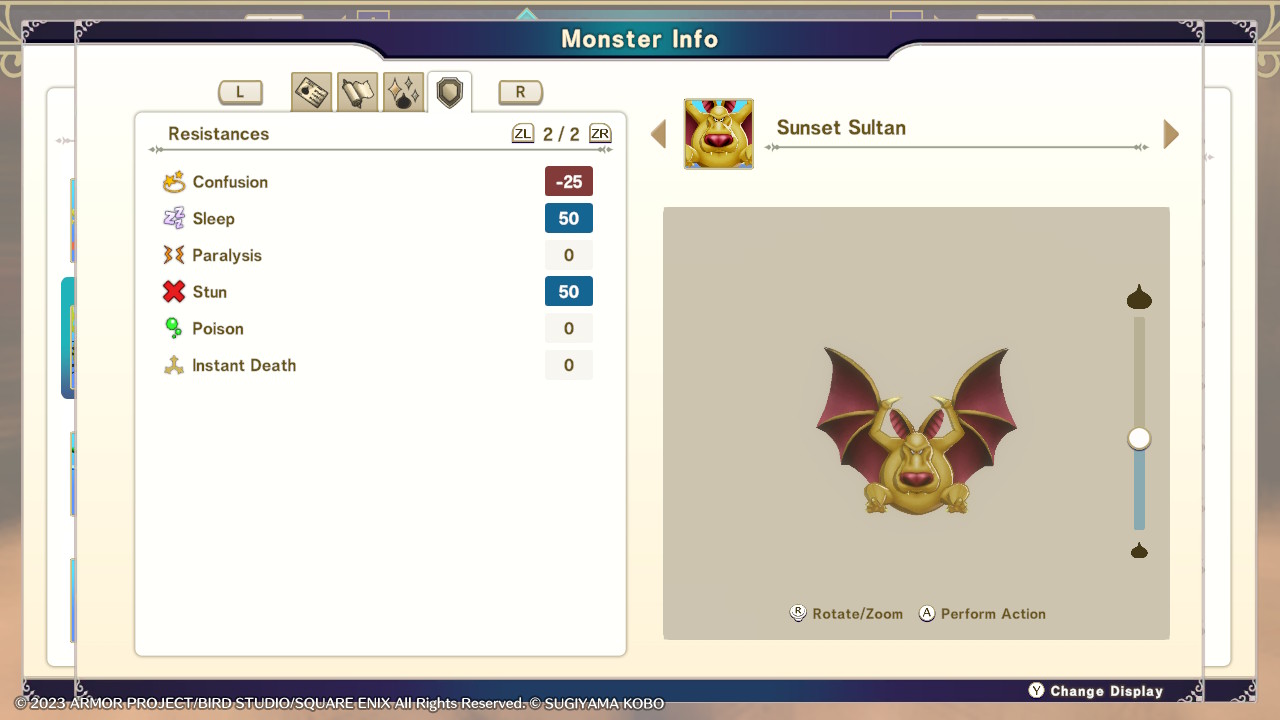 Monster Info
L
R
Resistances
ZL 2 / 2 ZR
Confusion -25
Sleep 50
Paralysis 0
Stun 50
Poison 0
Instant Death 0
Sunset Sultan
R Rotate/Zoom A Perform Action
Y Change Display
© 2023 ARMOR PROJECT/BIRD STUDIO/SQUARE ENIX All Rights Reserved. © SUGIYAMA KOBO